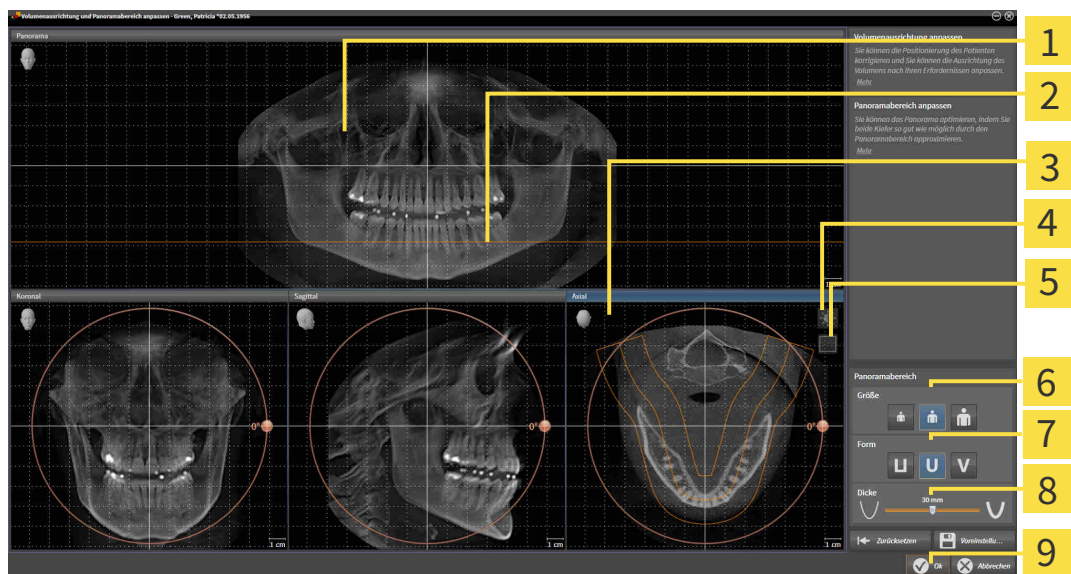 Volumenausrichtung und Panoramabereich anpassen - Green, Patricia *02.05.1956
Panorama
Volumenausrichtung anpassen
Sie können die Positionierung des Patienten
korrigieren und Sie können die Ausrichtung des
Volumens nach Ihren Erfordernissen anpassen.
Mehr
Panoramabereich anpassen
Sie können das Panorama optimieren, indem Sie
beide Kiefer so gut wie möglich durch den
Panoramabereich approximieren.
Mehr
1
2
3
4
5
Koronal
Sagittal
Axial
0°
0°
0°
1 cm
1 cm
1 cm
Panoramabereich
Größe
6
Form
7
U
V
Dicke
30 mm
8
Zurücksetzen
Voreinstellu...
Ok
Abbrechen
9